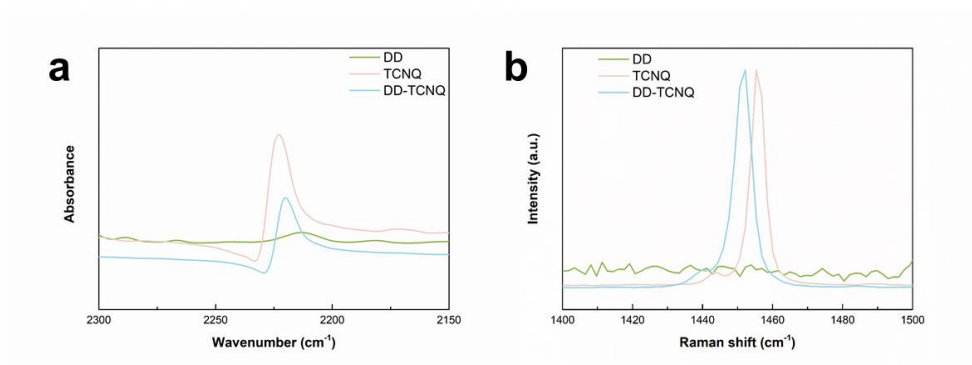 a
DD
TCNQ
DD-TCNQ
Absorbance
2300
2250
2200
2150
Wavenumber (cm-1)
b
DD
TCNQ
DD-TCNQ
Intensity (a.u.)
1400
1420
1440
1460
1480
1500
Raman shift (cm-1)